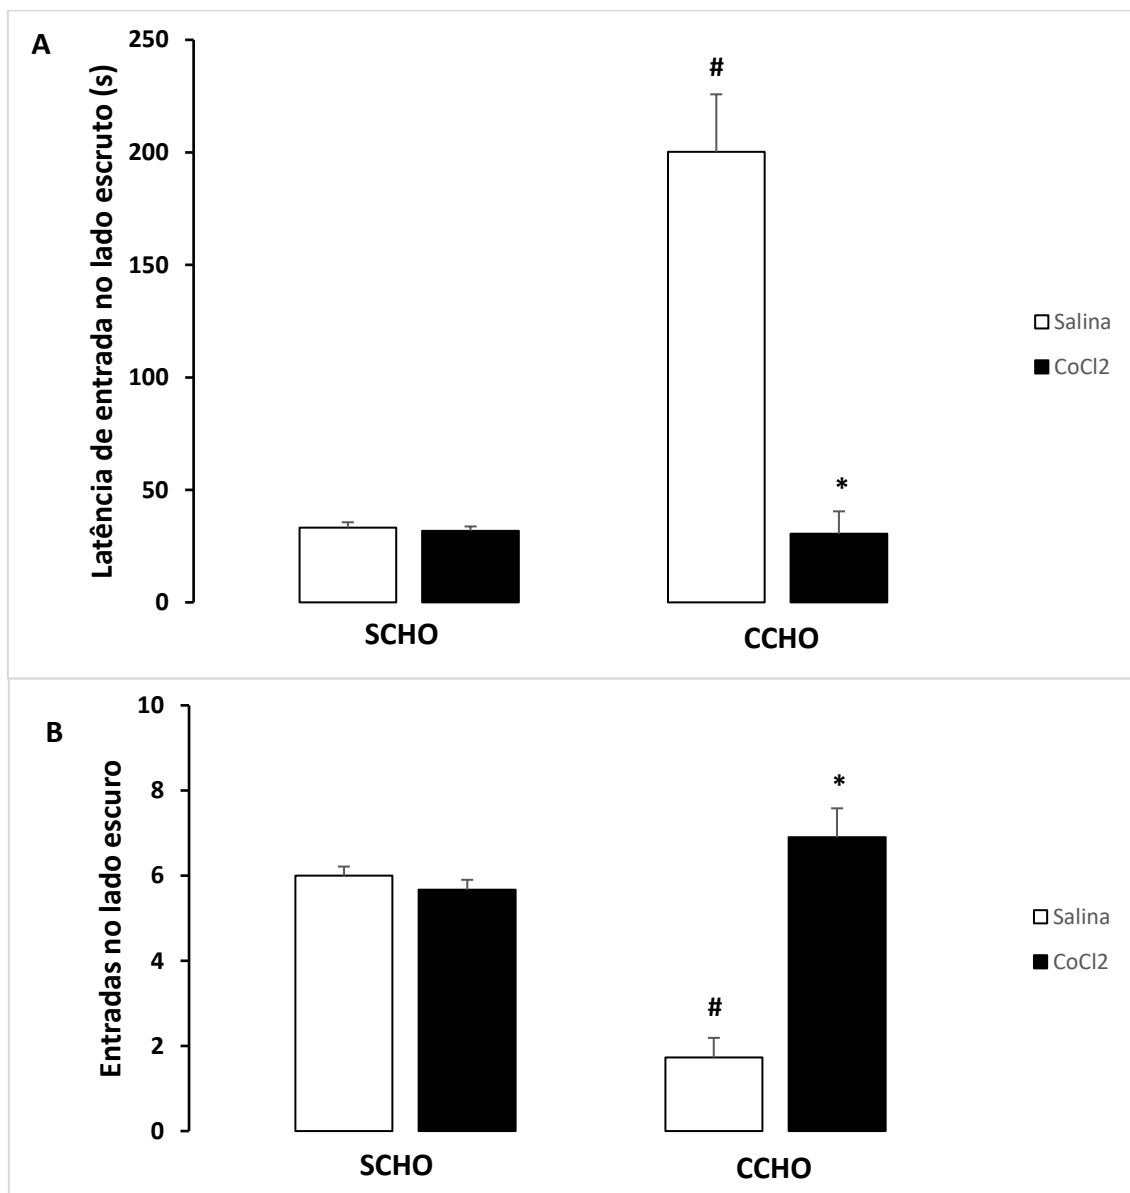 A
Latência de entrada no lado escruto (s)
250
200
150
100
50
0
#
*
SCHO
CCHO
Salina
CoCl2
B
Entradas no lado escuro
10
8
6
4
2
0
#
*
SCHO
CCHO
Salina
CoCl2